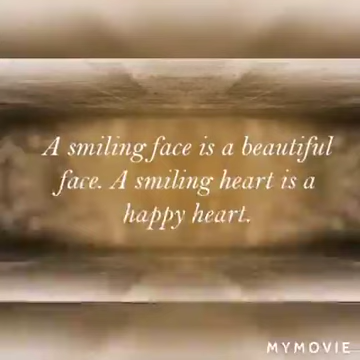 A smiling face is a beautiful
face. A smiling heart is a
happy heart.
MYMOVIE